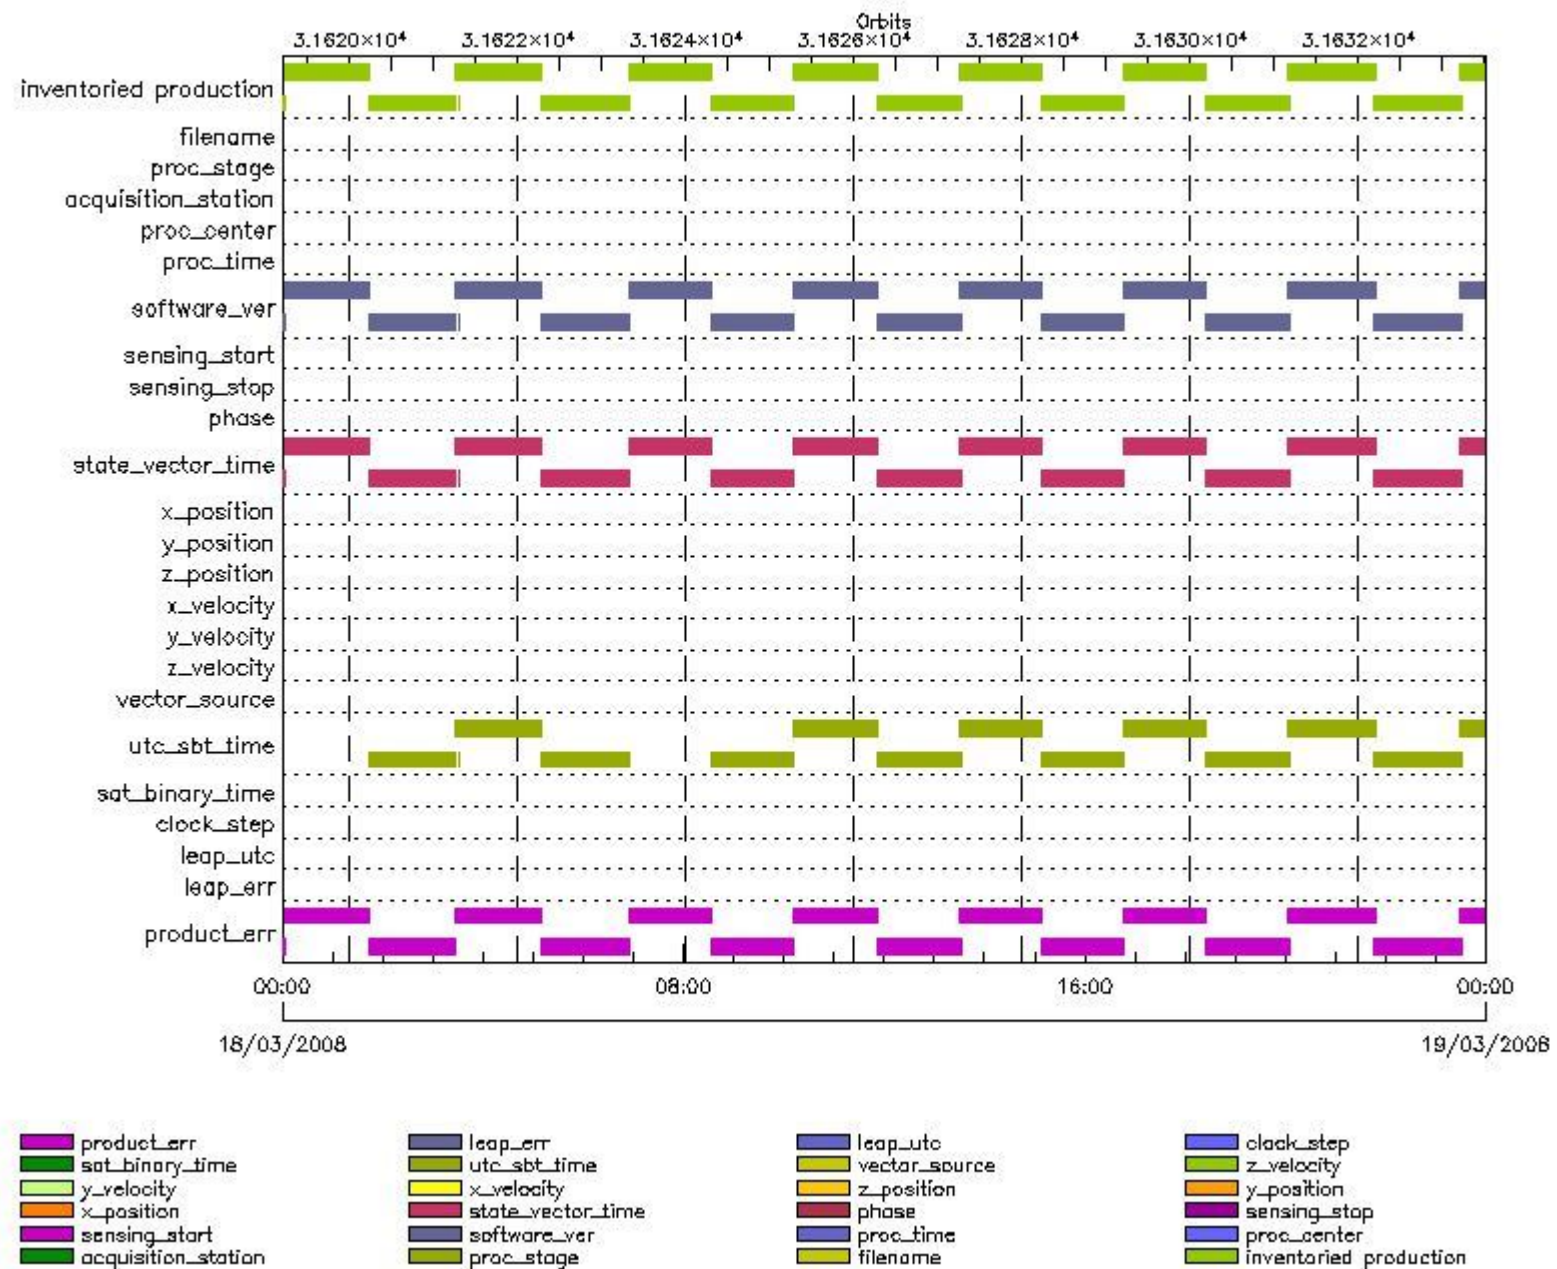 Orbits
3.1620×10⁴ 3.1622×10⁴ 3.1624×10⁴ 3.1626×10⁴ 3.1628×10⁴ 3.1630×10⁴ 3.1632×10⁴
inventoried production
filename
proc_stage
acquisition_station
proc_center
proc_time
software_ver
sensing_start
sensing_stop
phase
state_vector_time
x_position
y_position
z_position
x_velocity
y_velocity
z_velocity
vector_source
utc_sbt_time
sat_binary_time
clock_step
leap_utc
leap_err
product_err
00:00 08:00 16:00 00:00
18/03/2008 19/03/2008
product_err leap_err leap_utc clock_step
sat_binary_time utc_sbt_time vector_source z_velocity
y_velocity x_velocity z_position y_position
x_position state_vector_time phase sensing_stop
sensing_start software_ver proc_time proc_center
acquisition_station proc_stage filename inventoried production